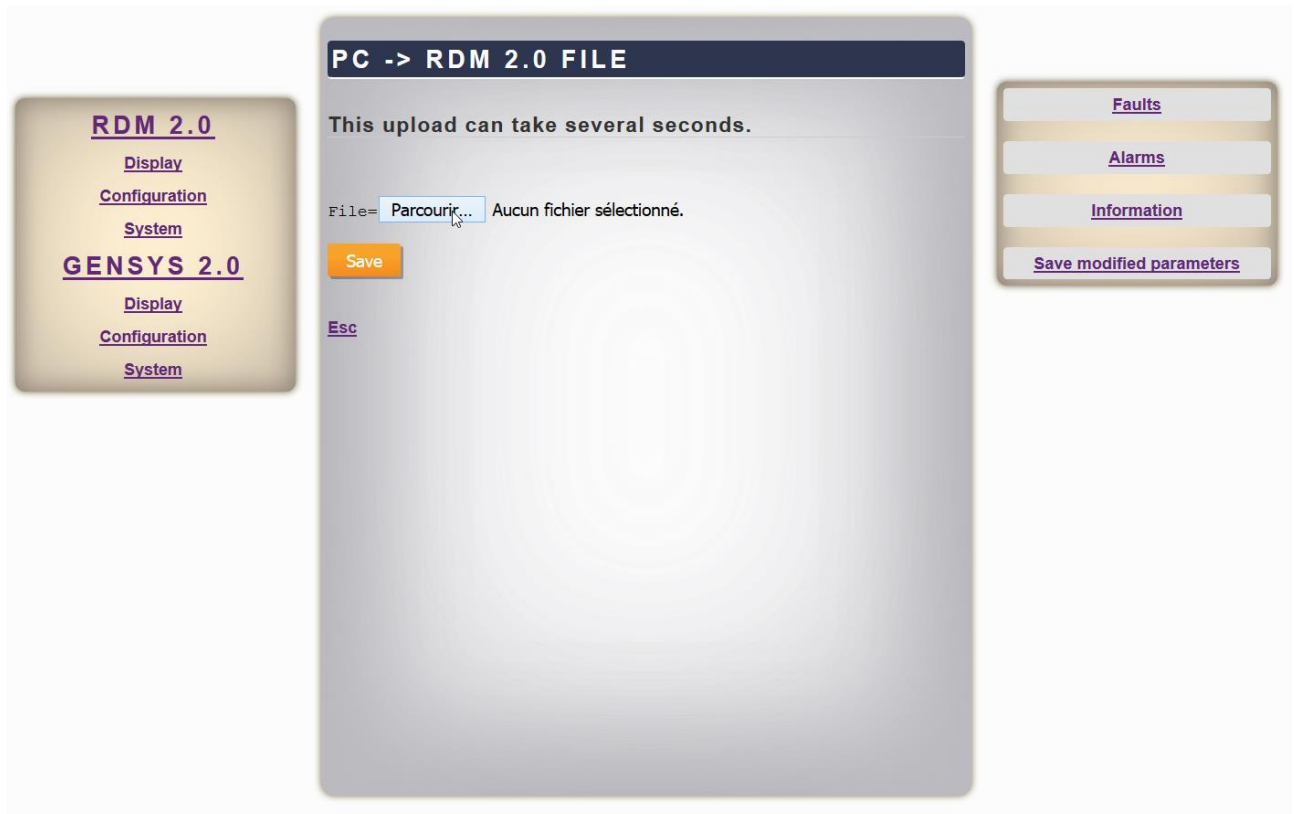 RDM 2.0
Display
Configuration
System
GENSYS 2.0
Display
Configuration
System
PC -> RDM 2.0 FILE
This upload can take several seconds.
File= Parcourir... Aucun fichier sélectionné.
Save
Esc
Faults
Alarms
Information
Save modified parameters